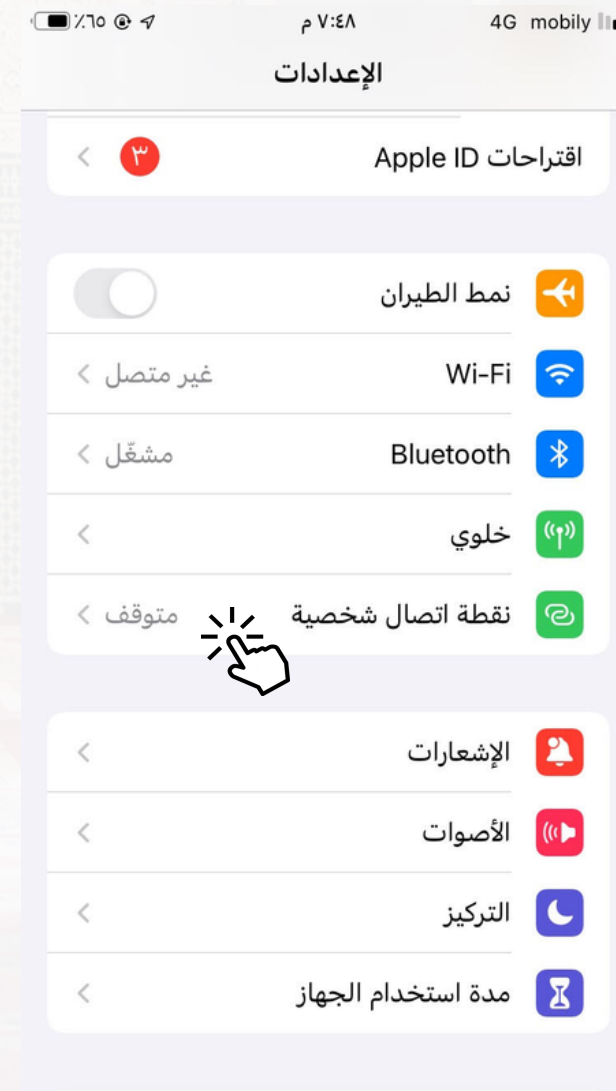 4G mobily ٧:٤٨ م ٦٥٪
الإعدادات
اقتراحات Apple ID ٣
نمط الطيران
Wi-Fi غير متصل
Bluetooth مشغّل
خلوي
نقطة اتصال شخصية متوقف
الإشعارات
الأصوات
التركيز
مدة استخدام الجهاز